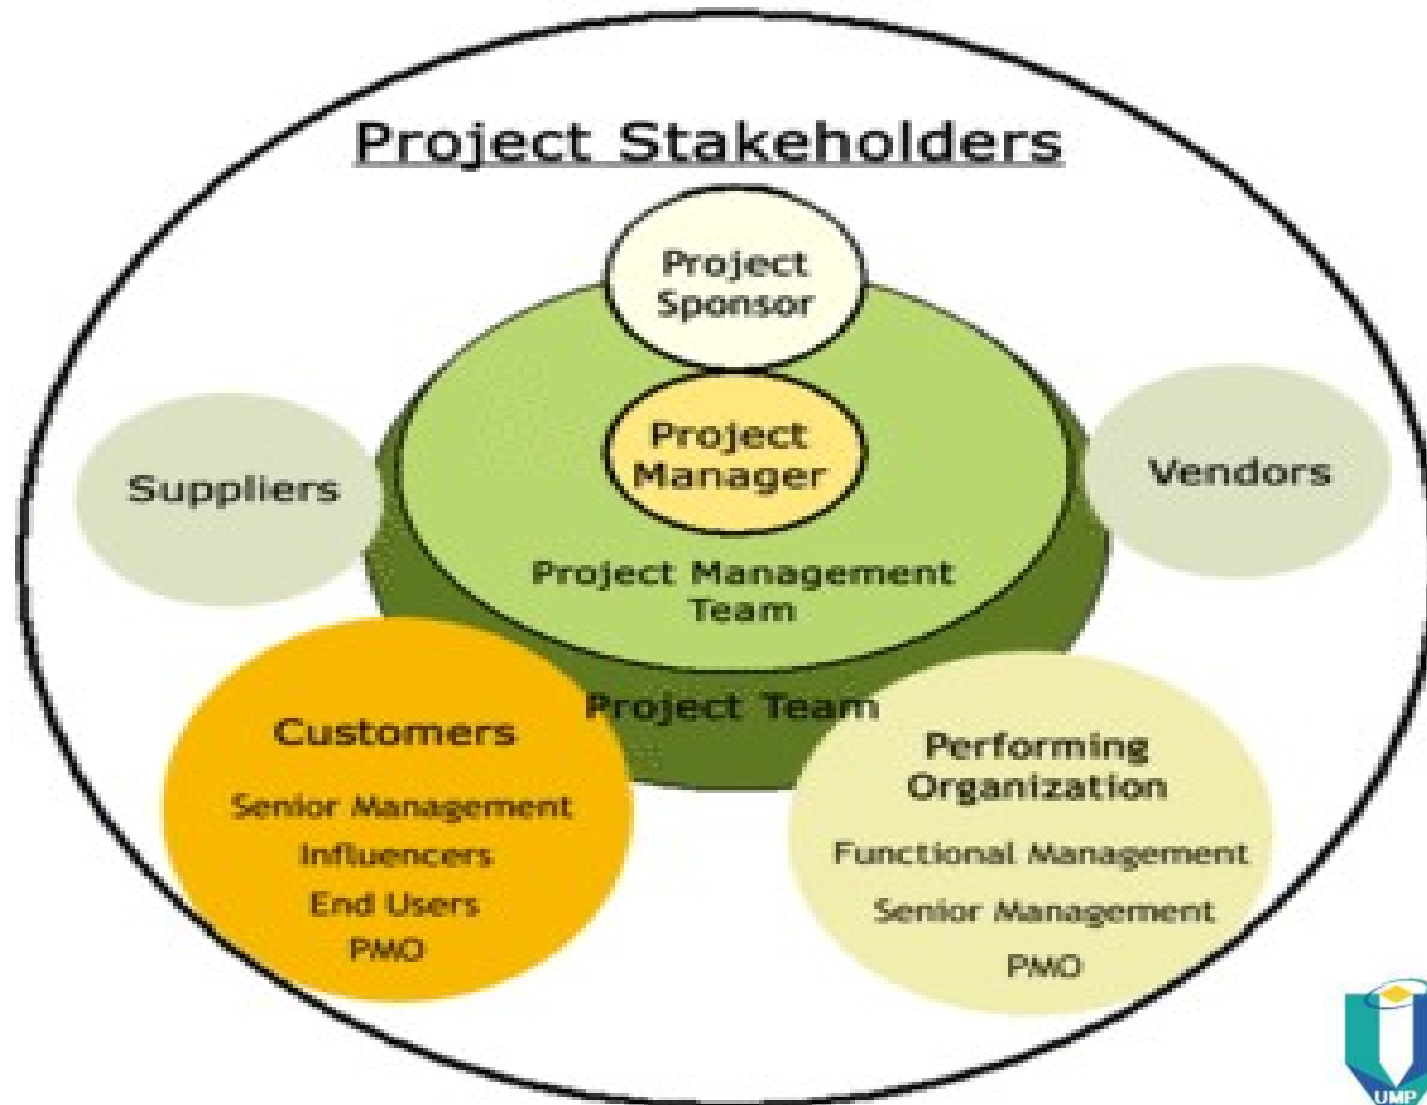 Project Stakeholders
Project
Sponsor
Project
Manager
Suppliers
Vendors
Project Management
Team
Project Team
Customers
Senior Management
Influencers
End Users
PMO
Performing
Organization
Functional Management
Senior Management
PMO
UMP